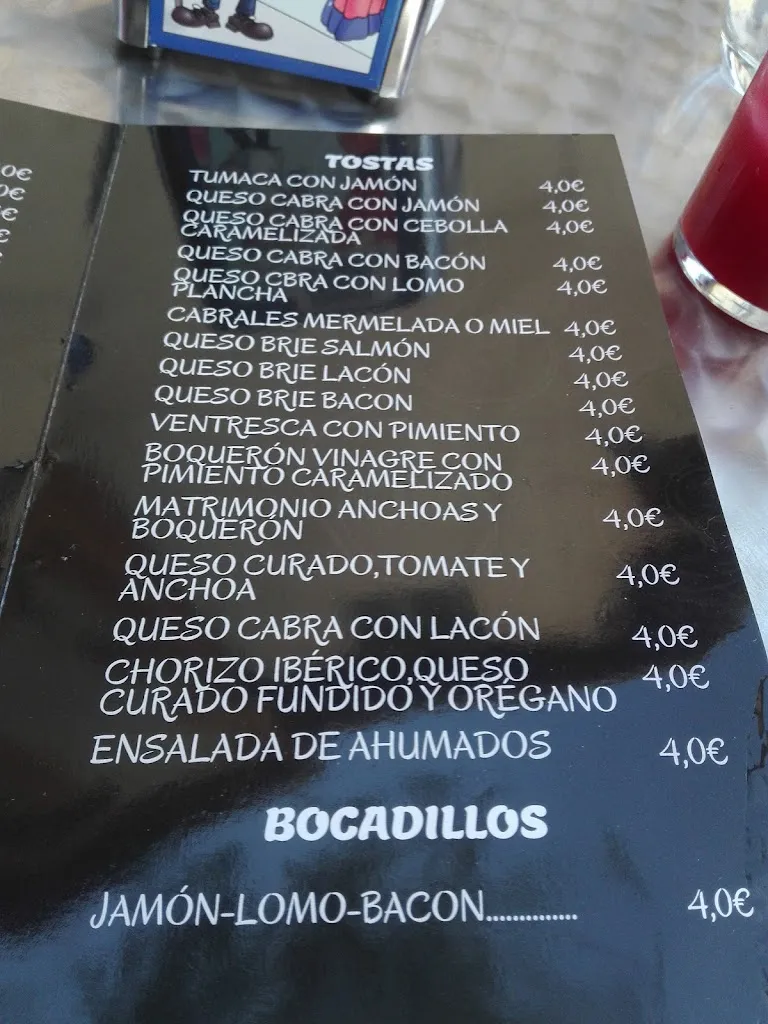 TOSTAS
TUMACA CON JAMÓN 4,0€
QUESO CABRA CON JAMÓN 4,0€
QUESO CABRA CON CEBOLLA 4,0€
CARAMELIZADA
QUESO CABRA CON BACÓN 4,0€
QUESO CBRA CON LOMO 4,0€
PLANCHA
CABRALES MERMELADA O MIEL 4,0€
QUESO BRIE SALMÓN 4,0€
QUESO BRIE LACÓN 4,0€
QUESO BRIE BACON 4,0€
VENTRESCA CON PIMIENTO 4,0€
BOQUERÓN VINAGRE CON 4,0€
PIMIENTO CARAMELIZADO
MATRIMONIO ANCHOAS Y 4,0€
BOQUERÓN
QUESO CURADO,TOMATE Y 4,0€
ANCHOA
QUESO CABRA CON LACÓN 4,0€
CHORIZO IBÉRICO,QUESO 4,0€
CURADO FUNDIDO Y ORÉGANO
ENSALADA DE AHUMADOS 4,0€
BOCADILLOS
JAMÓN-LOMO-BACON.............. 4,0€